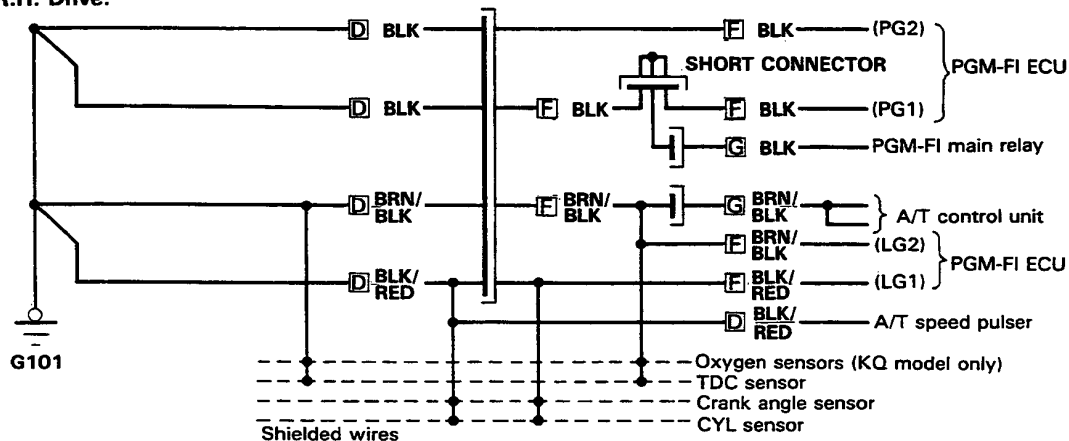 R.H. Drive:
D BLK F BLK (PG2)
SHORT CONNECTOR
PGM-FI ECU
D BLK F BLK F BLK (PG1)
G BLK PGM-FI main relay
D BRN/BLK F BRN/BLK G BRN/BLK A/T control unit
F BRN/BLK (LG2)
PGM-FI ECU
D BLK/RED F BLK/RED (LG1)
D BLK/RED A/T speed pulser
G101
Oxygen sensors (KQ model only)
TDC sensor
Crank angle sensor
CYL sensor
Shielded wires